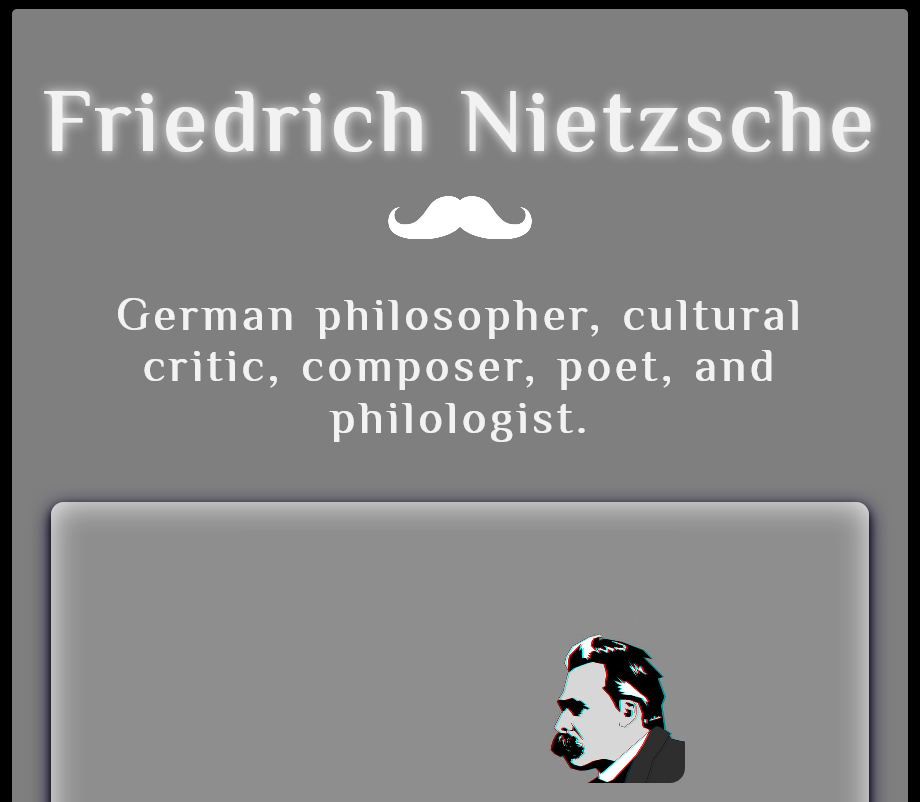 Friedrich Nietzsche
German philosopher, cultural
critic, composer, poet, and
philologist.